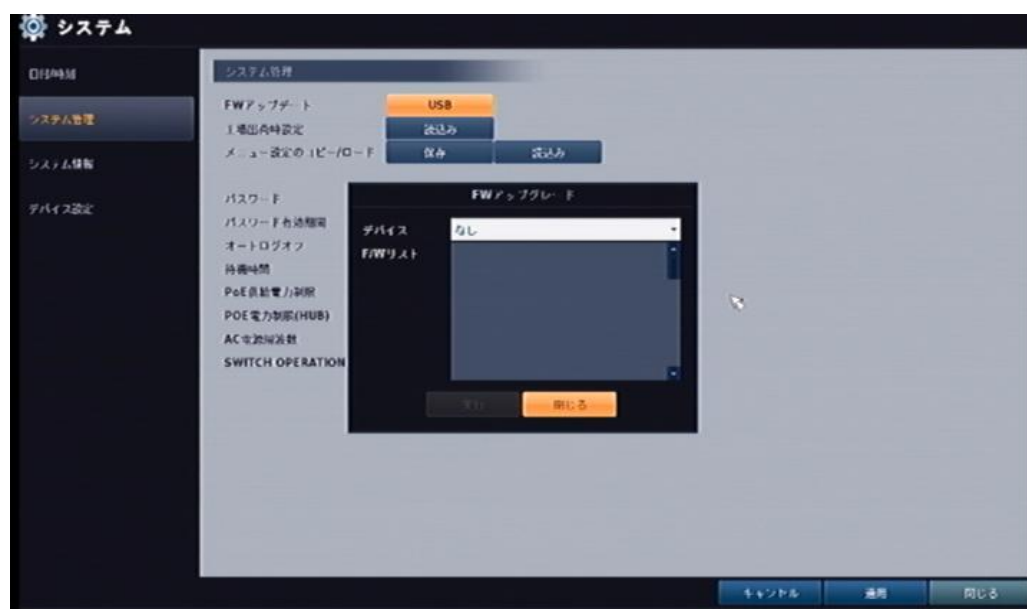 システム
日付/時刻
システム管理
システム情報
デバイス設定
システム管理
FWアップデート
USB
工場出荷時設定
読込み
メニュー設定のコピー/ロード
保存
読込み
パスワード
パスワード有効期間
オートログオフ
待機時間
PoE供給電力制限
POE電力制限(HUB)
AC電源周波数
SWITCH OPERATION
FWアップグレード
デバイス
なし
F/Wリスト
実行
閉じる
キャンセル
適用
閉じる